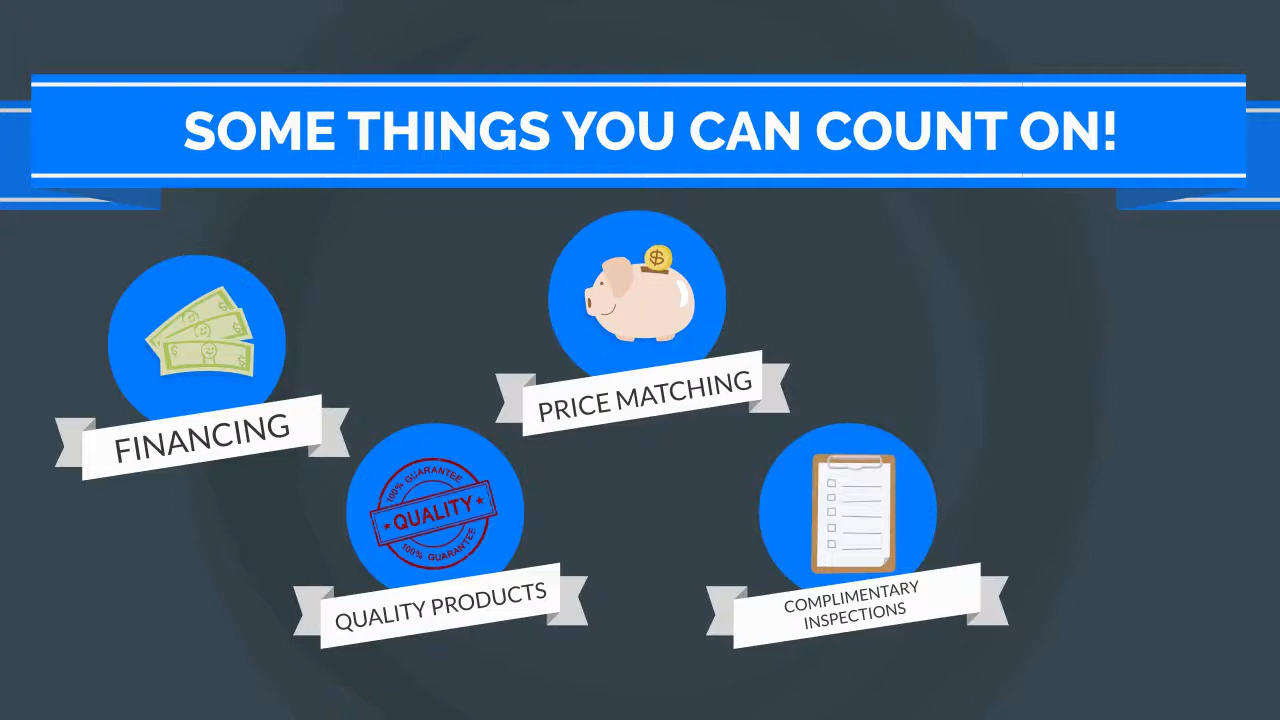 SOME THINGS YOU CAN COUNT ON!
FINANCING
PRICE MATCHING
100% GUARANTEE
QUALITY
100% GUARANTEE
QUALITY PRODUCTS
COMPLIMENTARY
INSPECTIONS